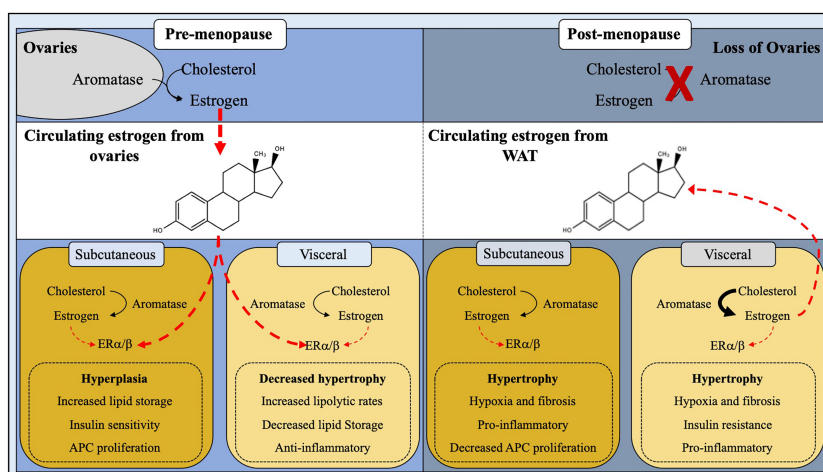 Pre-menopause
Post-menopause
Ovaries
Aromatase
Cholesterol
Estrogen
Loss of Ovaries
Cholesterol
Estrogen
X
Aromatase
Circulating estrogen from
ovaries
CH₃
OH
HO
Circulating estrogen from
WAT
CH₃
OH
HO
Subcutaneous
Cholesterol
Aromatase
Estrogen
ERα/β
Hyperplasia
Increased lipid storage
Insulin sensitivity
APC proliferation
Visceral
Cholesterol
Aromatase
Estrogen
ERα/β
Decreased hypertrophy
Increased lipolytic rates
Decreased lipid Storage
Anti-inflammatory
Subcutaneous
Cholesterol
Aromatase
Estrogen
ERα/β
Hypertrophy
Hypoxia and fibrosis
Pro-inflammatory
Decreased APC proliferation
Visceral
Cholesterol
Aromatase
Estrogen
ERα/β
Hypertrophy
Hypoxia and fibrosis
Insulin resistance
Pro-inflammatory